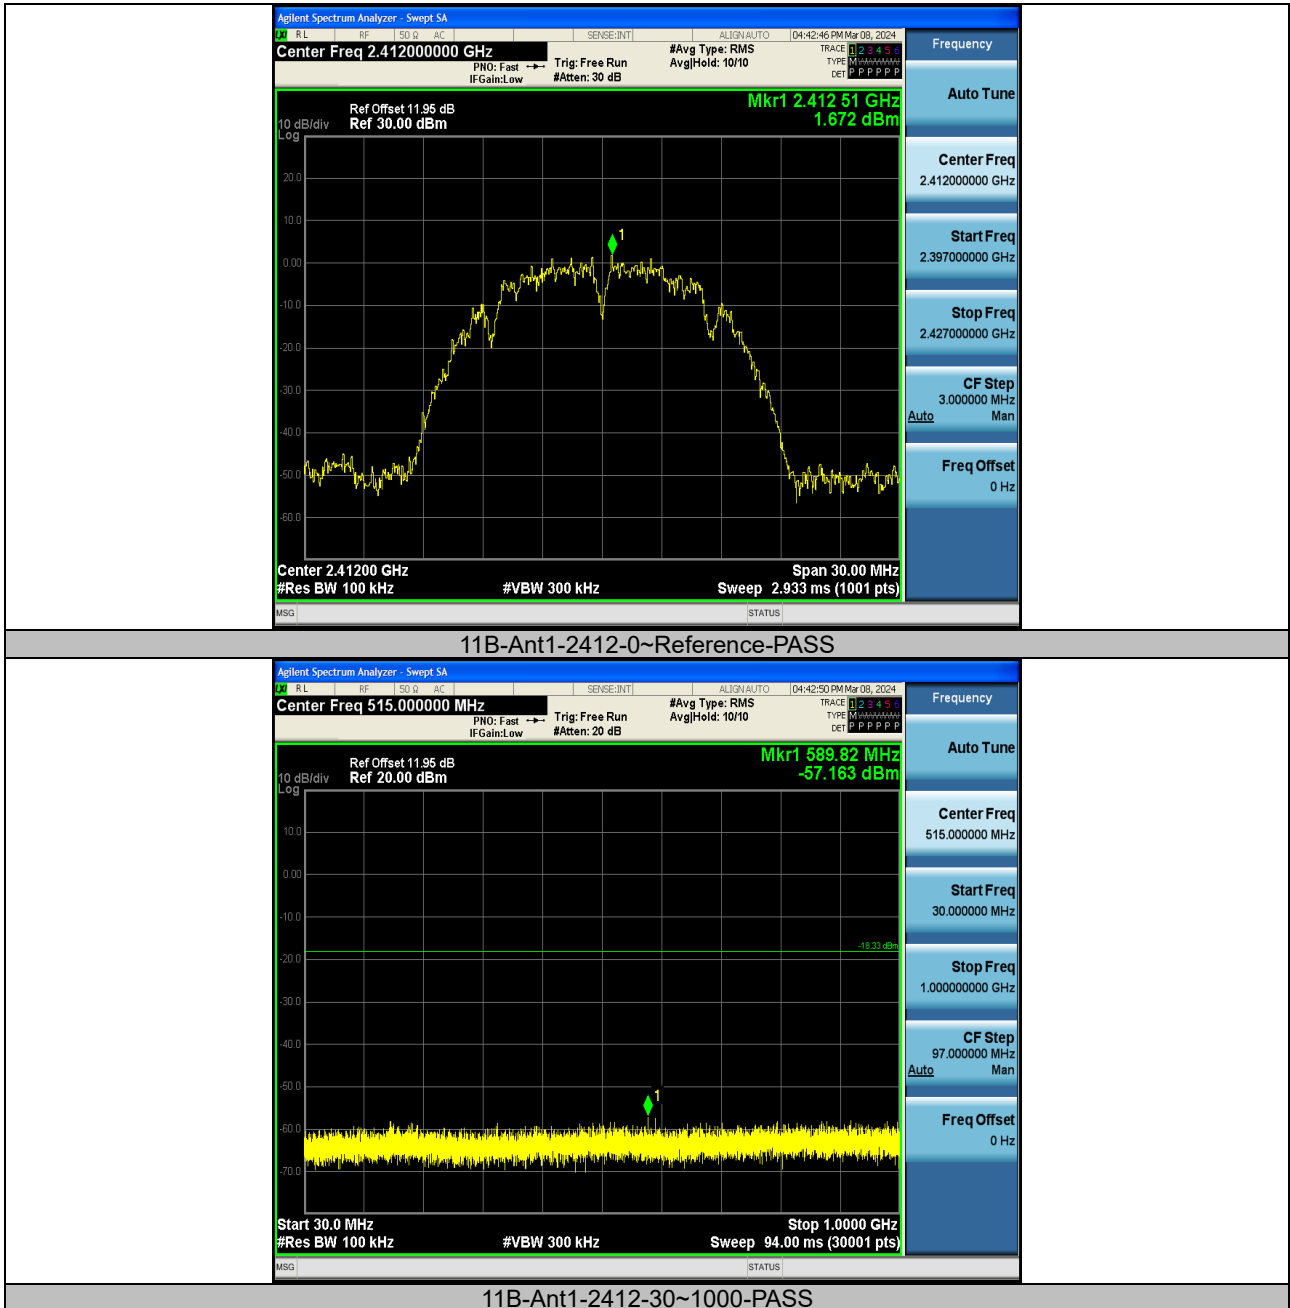 Agilent Spectrum Analyzer - Swept SA
LXI RL RF 50 Ω AC SENSE:INT ALIGN AUTO 04:42:46 PM Mar 08, 2024
Center Freq 2.412000000 GHz
PNO: Fast
IFGain:Low
Trig: Free Run
#Atten: 30 dB
#Avg Type: RMS
Avg|Hold: 10/10
TRACE 1 2 3 4 5 6
TYPE M
DET P P P P P P
Ref Offset 11.95 dB
10 dB/div Ref 30.00 dBm
Log
Mkr1 2.412 51 GHz
1.672 dBm
20.0
10.0
0.00
-10.0
-20.0
-30.0
-40.0
-50.0
-60.0
1
Center 2.41200 GHz Span 30.00 MHz
#Res BW 100 kHz #VBW 300 kHz Sweep 2.933 ms (1001 pts)
MSG STATUS
Frequency
Auto Tune
Center Freq
2.412000000 GHz
Start Freq
2.397000000 GHz
Stop Freq
2.427000000 GHz
CF Step
3.000000 MHz
Auto Man
Freq Offset
0 Hz
11B-Ant1-2412-0~Reference-PASS
Agilent Spectrum Analyzer - Swept SA
LXI RL RF 50 Ω AC SENSE:INT ALIGN AUTO 04:42:50 PM Mar 08, 2024
Center Freq 515.000000 MHz
PNO: Fast
IFGain:Low
Trig: Free Run
#Atten: 20 dB
#Avg Type: RMS
Avg|Hold: 10/10
TRACE 1 2 3 4 5 6
TYPE M
DET P P P P P P
Ref Offset 11.95 dB
10 dB/div Ref 20.00 dBm
Log
Mkr1 589.82 MHz
-57.163 dBm
10.0
0.00
-10.0
-18.33 dBm
-20.0
-30.0
-40.0
-50.0
-60.0
-70.0
1
Start 30.0 MHz Stop 1.0000 GHz
#Res BW 100 kHz #VBW 300 kHz Sweep 94.00 ms (30001 pts)
MSG STATUS
Frequency
Auto Tune
Center Freq
515.000000 MHz
Start Freq
30.000000 MHz
Stop Freq
1.000000000 GHz
CF Step
97.000000 MHz
Auto Man
Freq Offset
0 Hz
11B-Ant1-2412-30~1000-PASS